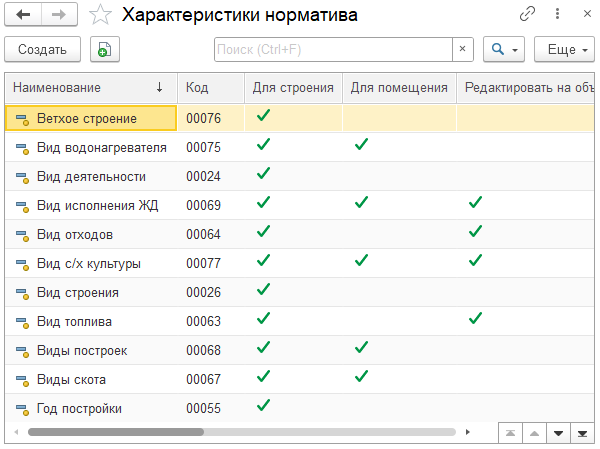 Характеристики норматива
Создать Поиск (Ctrl+F) Еще
Наименование Код Для строения Для помещения Редактировать на объ
Ветхое строение 00076
Вид водонагревателя 00075
Вид деятельности 00024
Вид исполнения ЖД 00069
Вид отходов 00064
Вид с/х культуры 00077
Вид строения 00026
Вид топлива 00063
Виды построек 00068
Виды скота 00067
Год постройки 00055